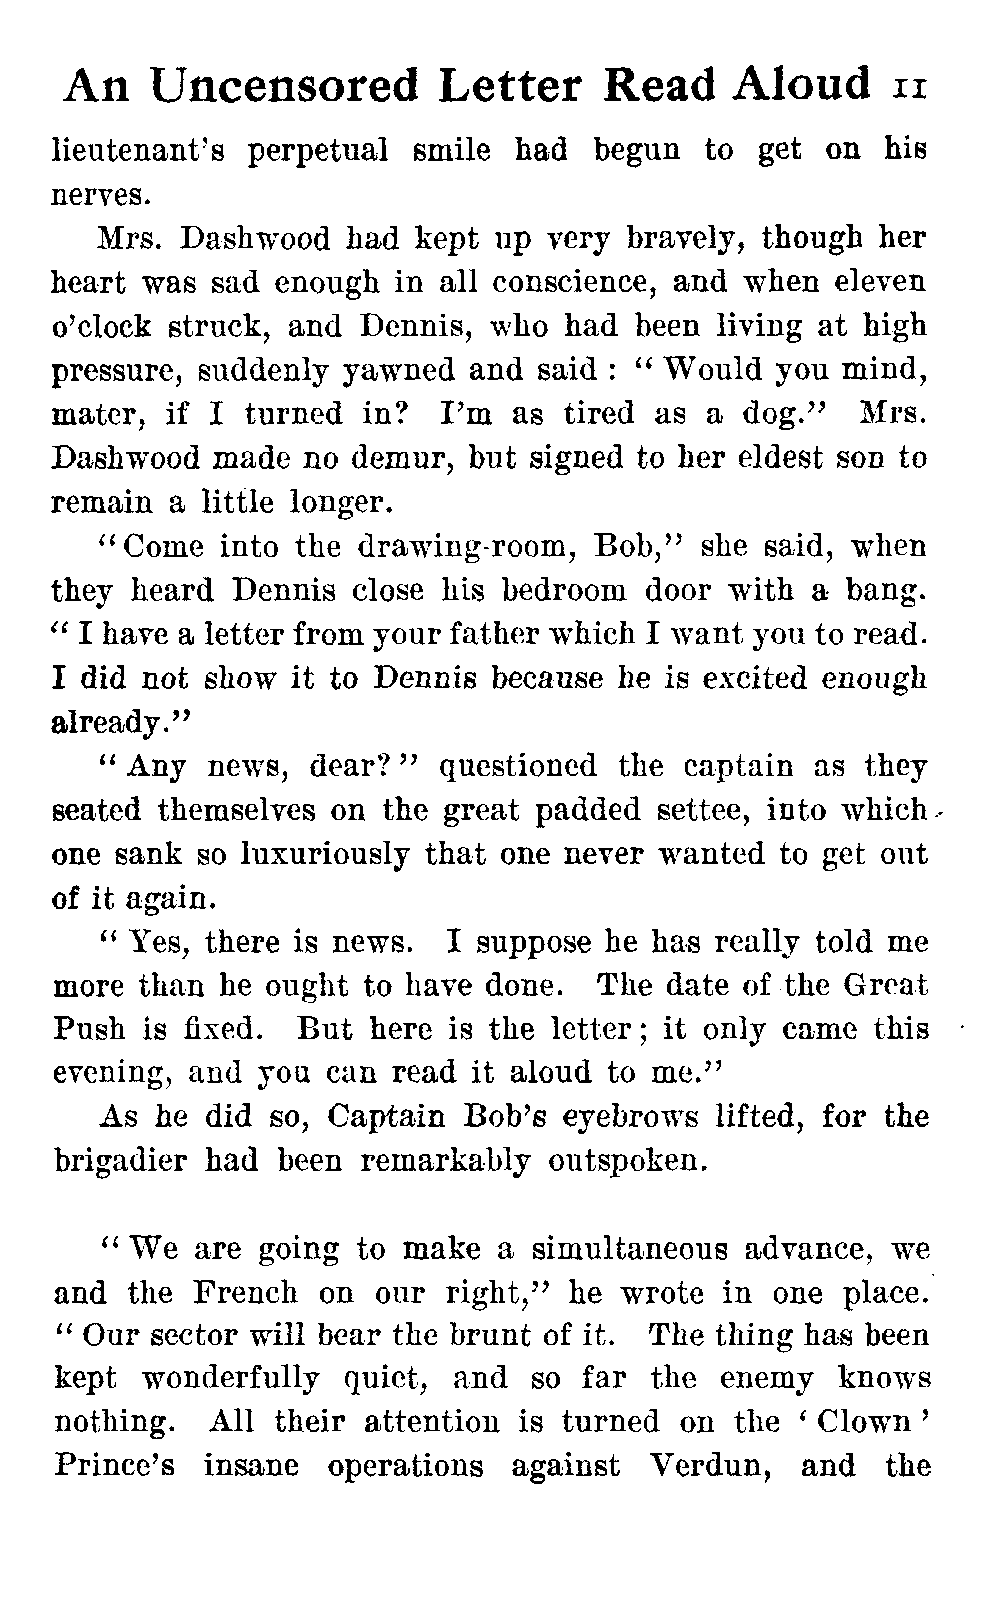 An Uncensored Letter Read Aloud 11
lieutenant's perpetual smile had begun to get on his
nerves.
Mrs. Dashwood had kept up very bravely, though her
heart was sad enough in all conscience, and when eleven
o'clock struck, and Dennis, who had been living at high
pressure, suddenly yawned and said : " Would you mind,
mater, if I turned in? I'm as tired as a dog." Mrs.
Dashwood made no demur, but signed to her eldest son to
remain a little longer.
" Come into the drawing-room, Bob," she said, when
they heard Dennis close his bedroom door with a bang.
" I have a letter from your father which I want you to read.
I did not show it to Dennis because he is excited enough
already."
" Any news, dear? " questioned the captain as they
seated themselves on the great padded settee, into which
one sank so luxuriously that one never wanted to get out
of it again.
" Yes, there is news. I suppose he has really told me
more than he ought to have done. The date of the Great
Push is fixed. But here is the letter ; it only came this
evening, and you can read it aloud to me."
As he did so, Captain Bob's eyebrows lifted, for the
brigadier had been remarkably outspoken.
" We are going to make a simultaneous advance, we
and the French on our right," he wrote in one place.
" Our sector will bear the brunt of it. The thing has been
kept wonderfully quiet, and so far the enemy knows
nothing. All their attention is turned on the ' Clown '
Prince's insane operations against Verdun, and the